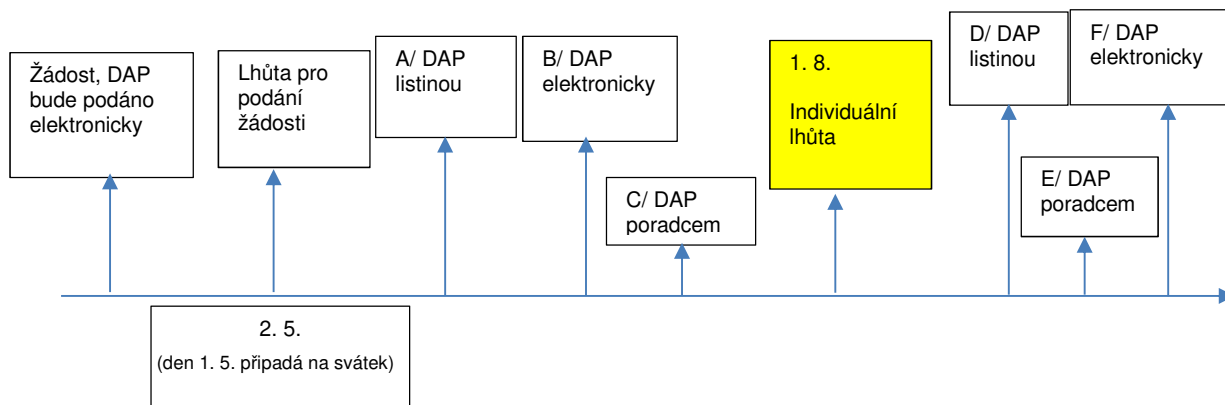 Žádost, DAP
bude podáno
elektronicky
Lhůta pro
podání
žádosti
A/ DAP
listinou
B/ DAP
elektronicky
C/ DAP
poradcem
1. 8.
Individuální
lhůta
D/ DAP
listinou
E/ DAP
poradcem
F/ DAP
elektronicky
2. 5.
(den 1. 5. připadá na svátek)